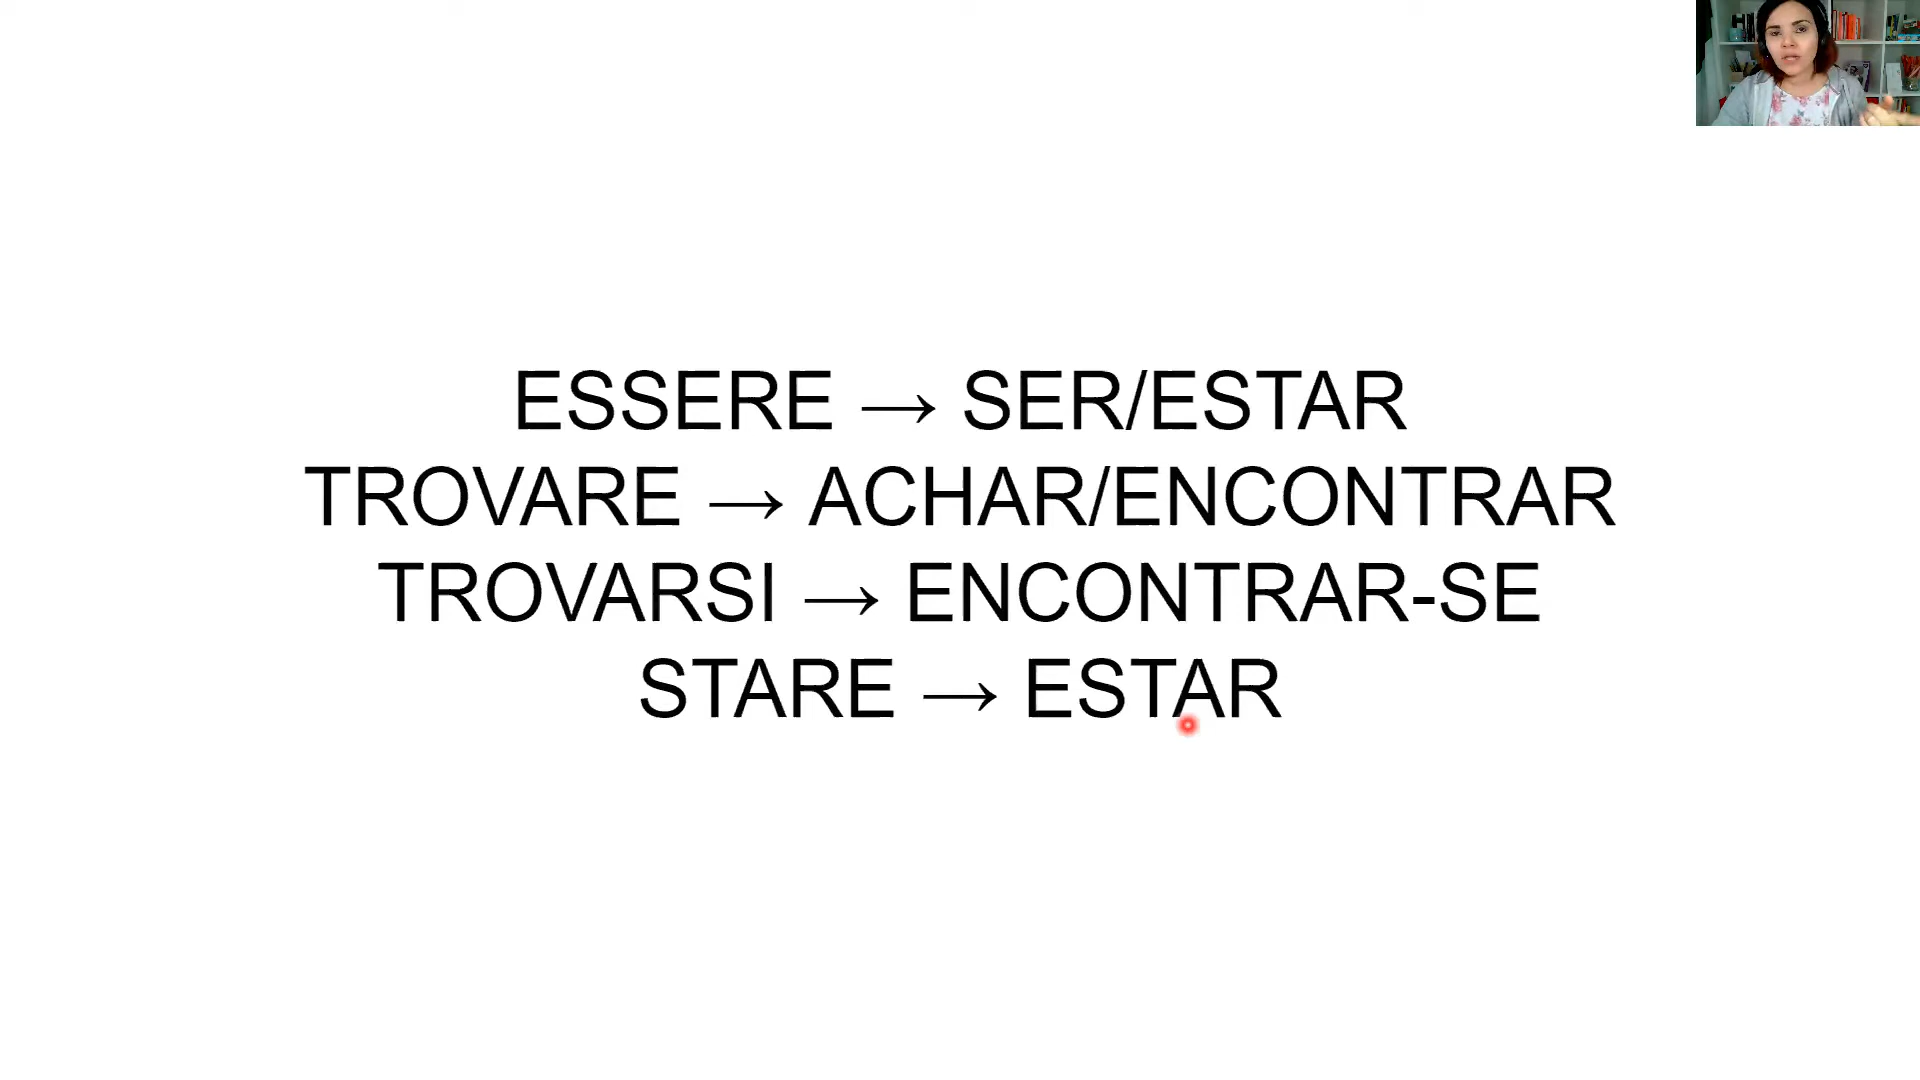 ESSERE → SER/ESTAR
TROVARE → ACHAR/ENCONTRAR
TROVARSI → ENCONTRAR-SE
STARE → ESTAR